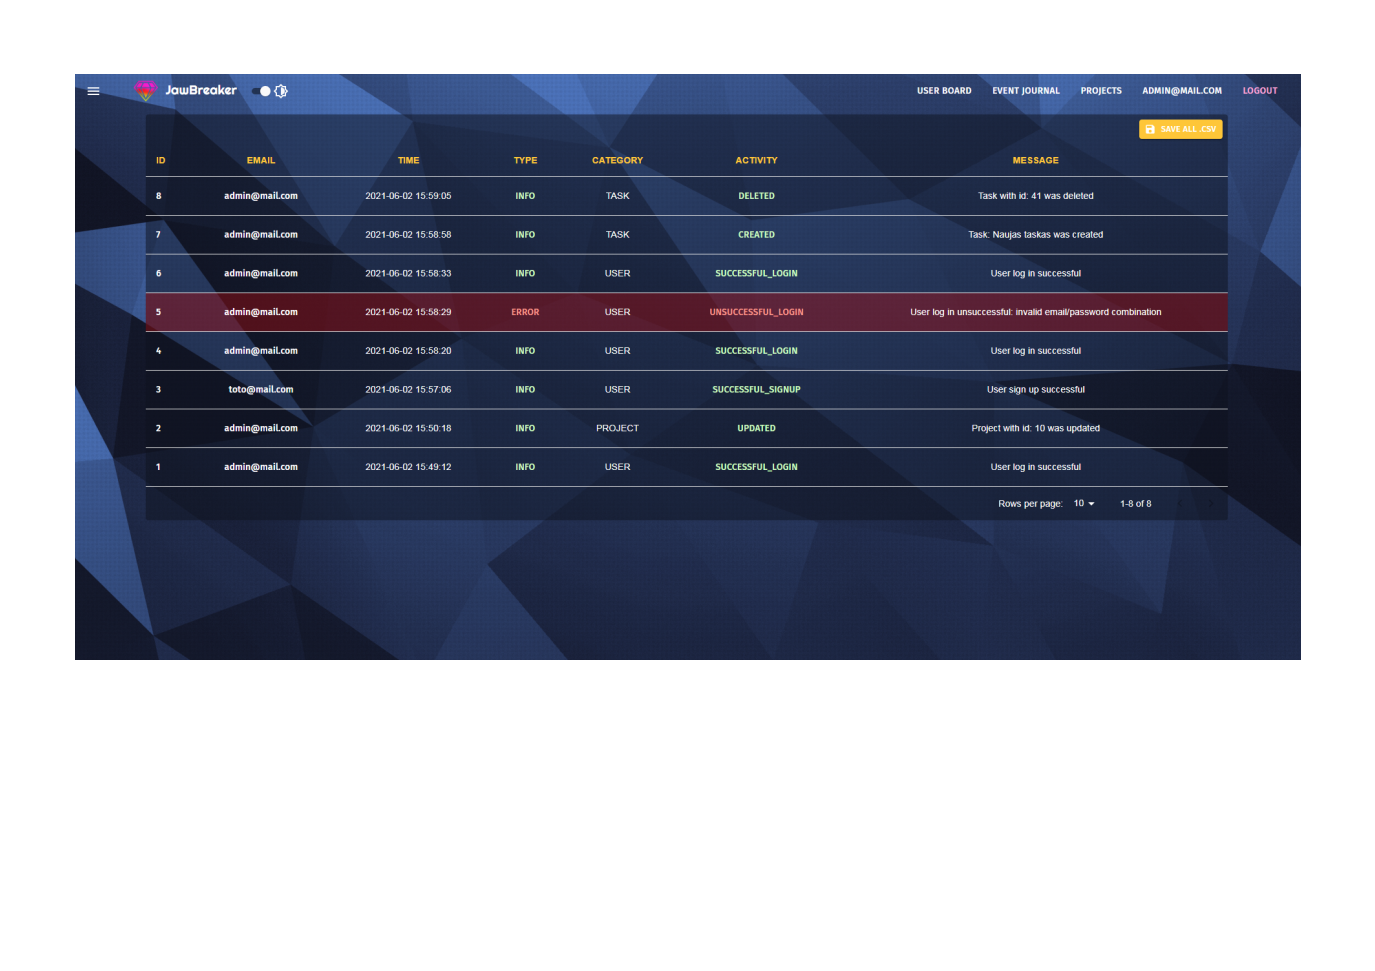 JawBreaker USER BOARD EVENT JOURNAL PROJECTS ADMIN@MAIL.COM LOGOUT
SAVE ALL .CSV
ID EMAIL TIME TYPE CATEGORY ACTIVITY MESSAGE
8 admin@mail.com 2021-06-02 15:59:05 INFO TASK DELETED Task with id: 41 was deleted
7 admin@mail.com 2021-06-02 15:58:58 INFO TASK CREATED Task: Naujas taskas was created
6 admin@mail.com 2021-06-02 15:58:33 INFO USER SUCCESSFUL_LOGIN User log in successful
5 admin@mail.com 2021-06-02 15:58:29 ERROR USER UNSUCCESSFUL_LOGIN User log in unsuccessful: invalid email/password combination
4 admin@mail.com 2021-06-02 15:58:20 INFO USER SUCCESSFUL_LOGIN User log in successful
3 toto@mail.com 2021-06-02 15:57:06 INFO USER SUCCESSFUL_SIGNUP User sign up successful
2 admin@mail.com 2021-06-02 15:50:18 INFO PROJECT UPDATED Project with id: 10 was updated
1 admin@mail.com 2021-06-02 15:49:12 INFO USER SUCCESSFUL_LOGIN User log in successful
Rows per page: 10 1-8 of 8